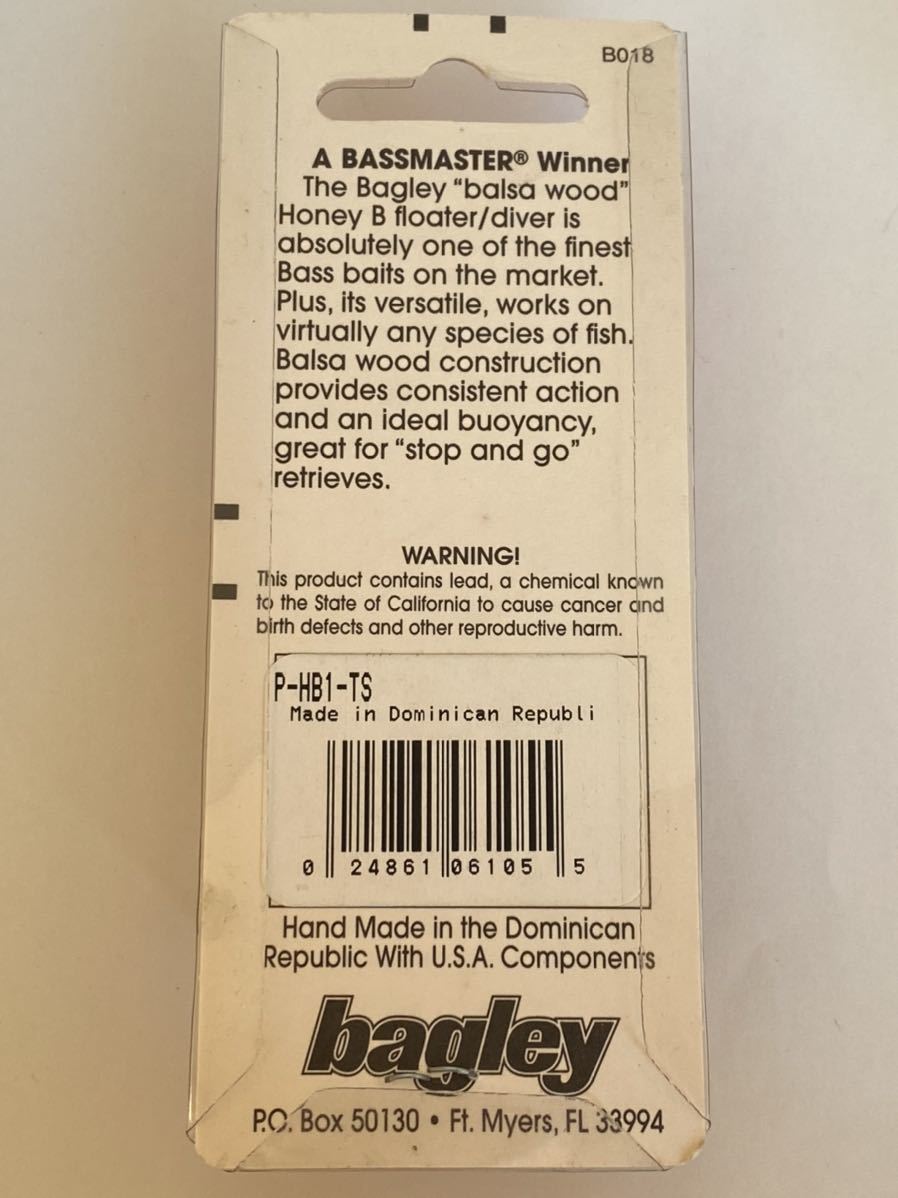 B018
A BASSMASTER® Winner
The Bagley “balsa wood”
Honey B floater/diver is
absolutely one of the finest
Bass baits on the market.
Plus, its versatile, works on
virtually any species of fish.
Balsa wood construction
provides consistent action
and an ideal buoyancy,
great for “stop and go”
retrieves.
WARNING!
This product contains lead, a chemical known
to the State of California to cause cancer and
birth defects and other reproductive harm.
P-HB1-TS
Made in Dominican Republi
0 24861 06105 5
Hand Made in the Dominican
Republic With U.S.A. Components
bagley
P.O. Box 50130 • Ft. Myers, FL 33994